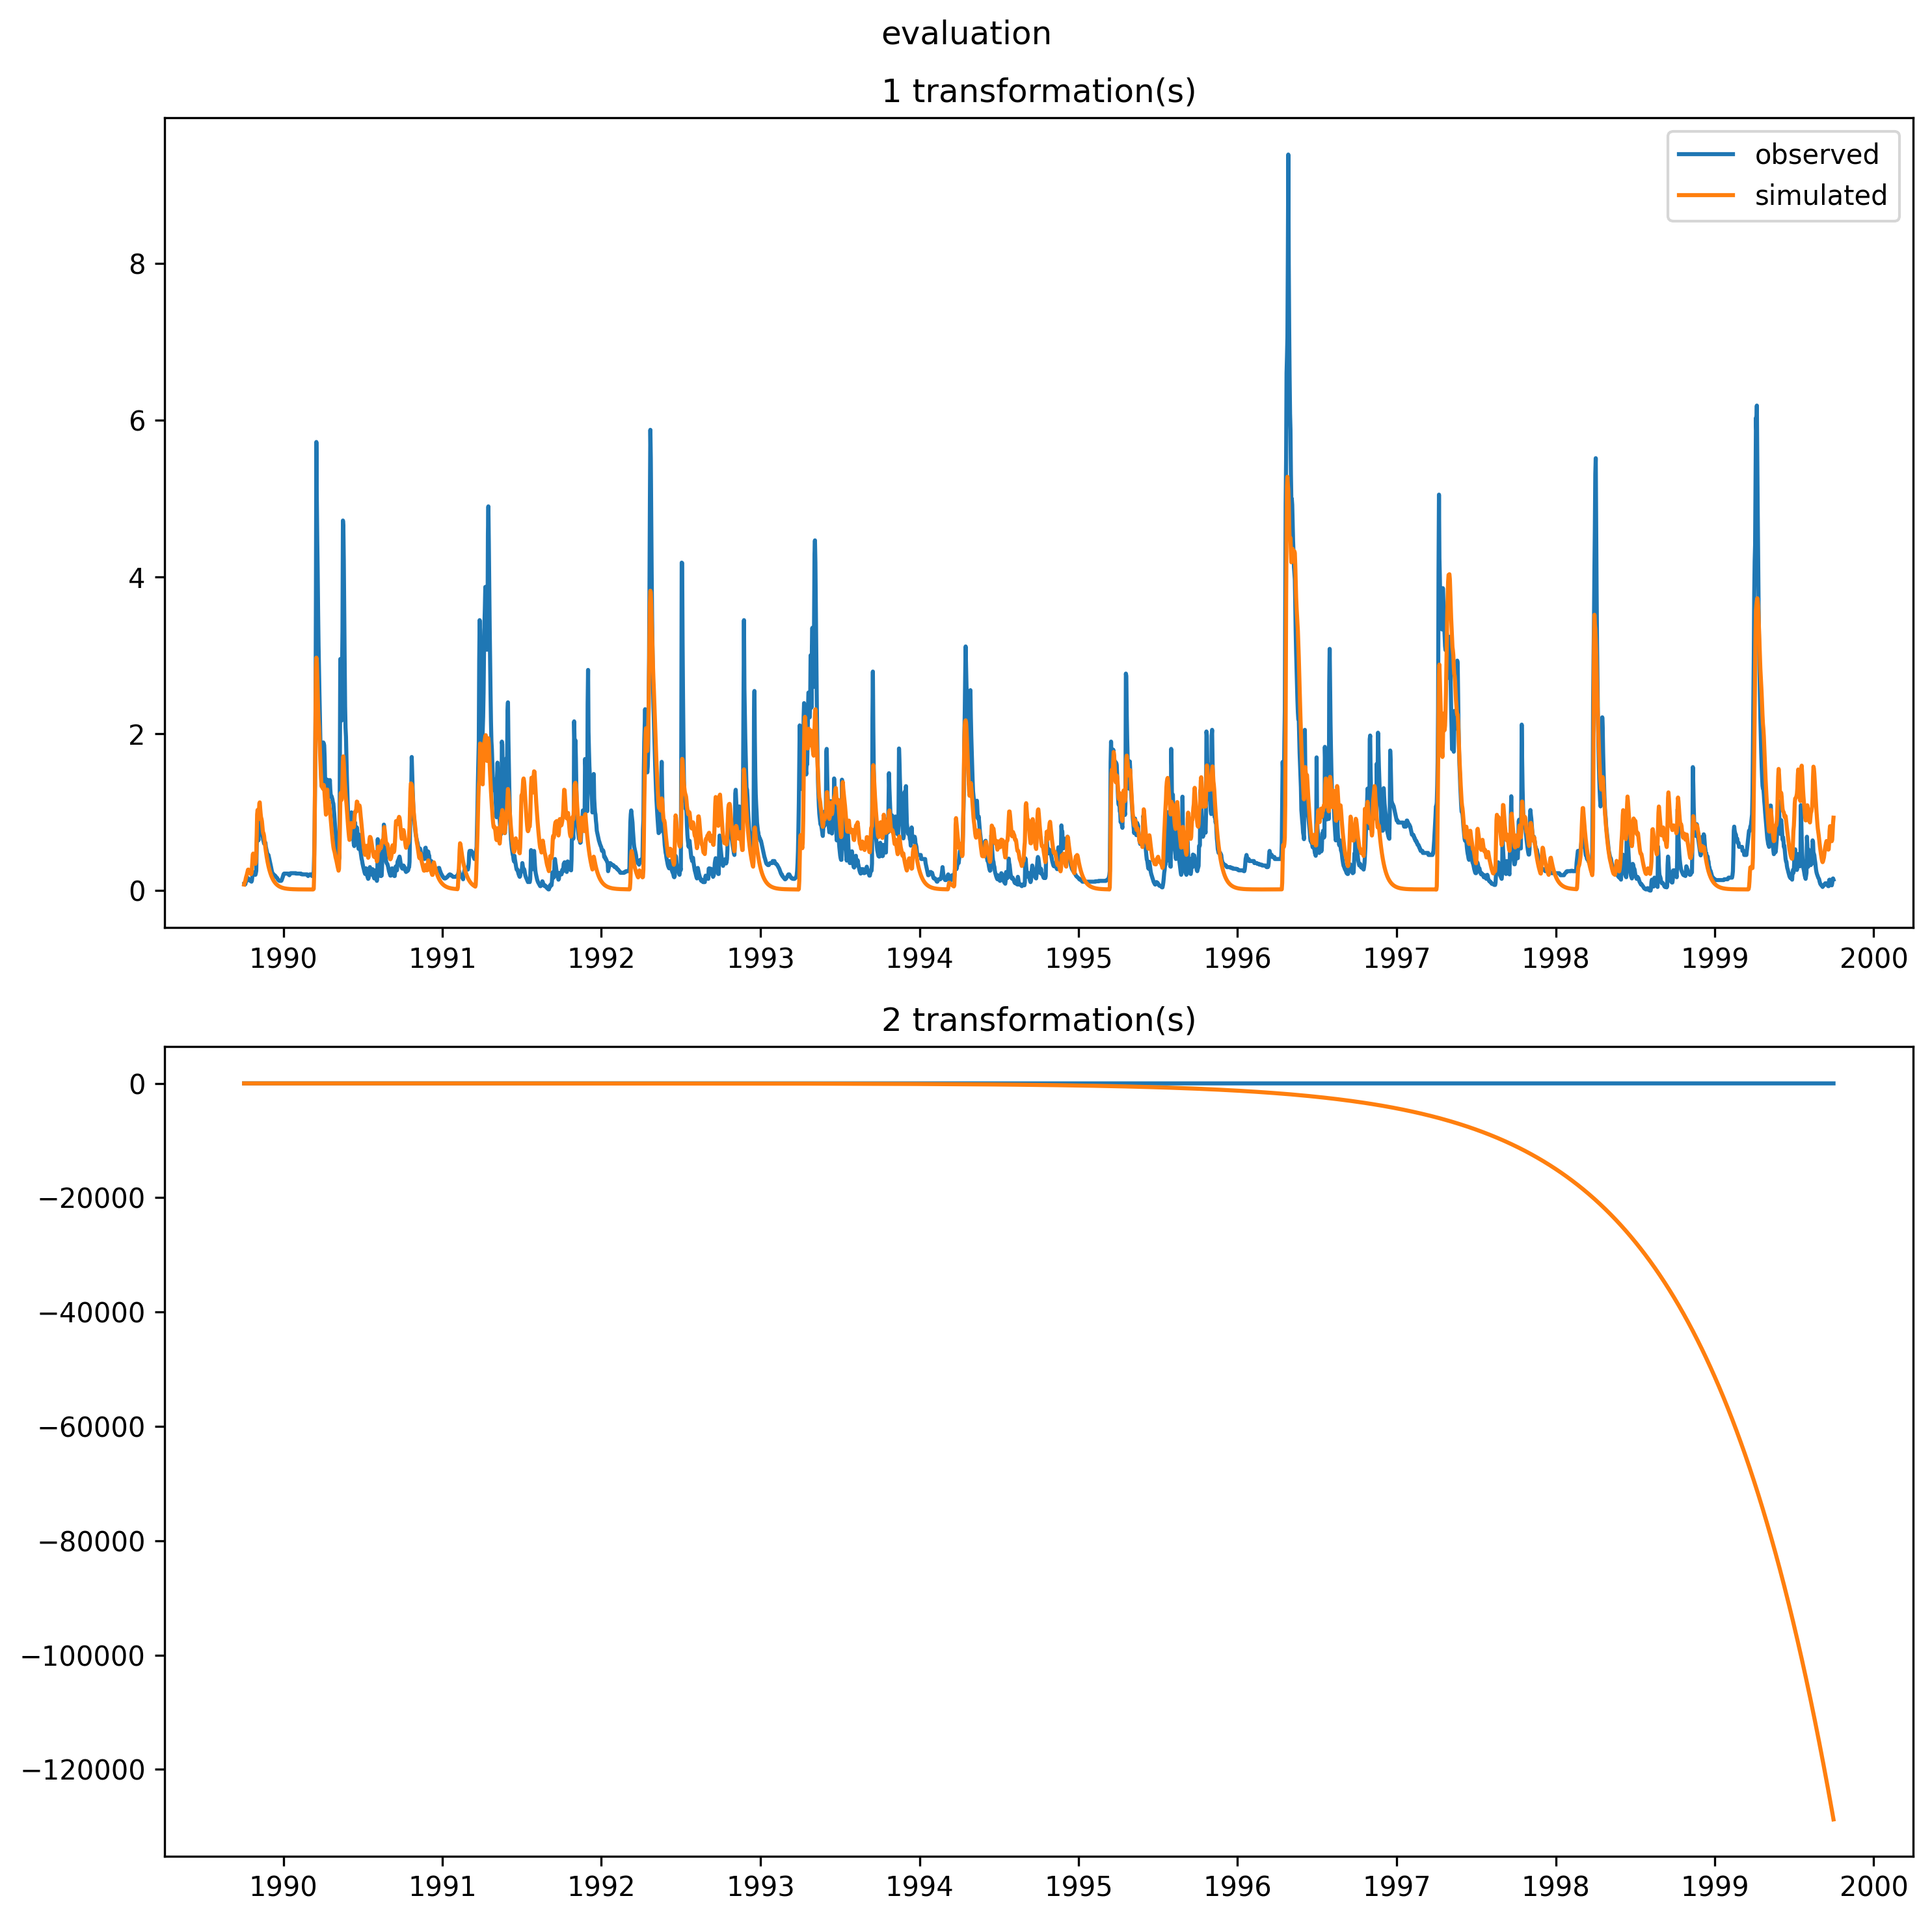 evaluation
1 transformation(s)
observed
simulated
8
6
4
2
0
1990 1991 1992 1993 1994 1995 1996 1997 1998 1999 2000
2 transformation(s)
0
−20000
−40000
−60000
−80000
−100000
−120000
1990 1991 1992 1993 1994 1995 1996 1997 1998 1999 2000